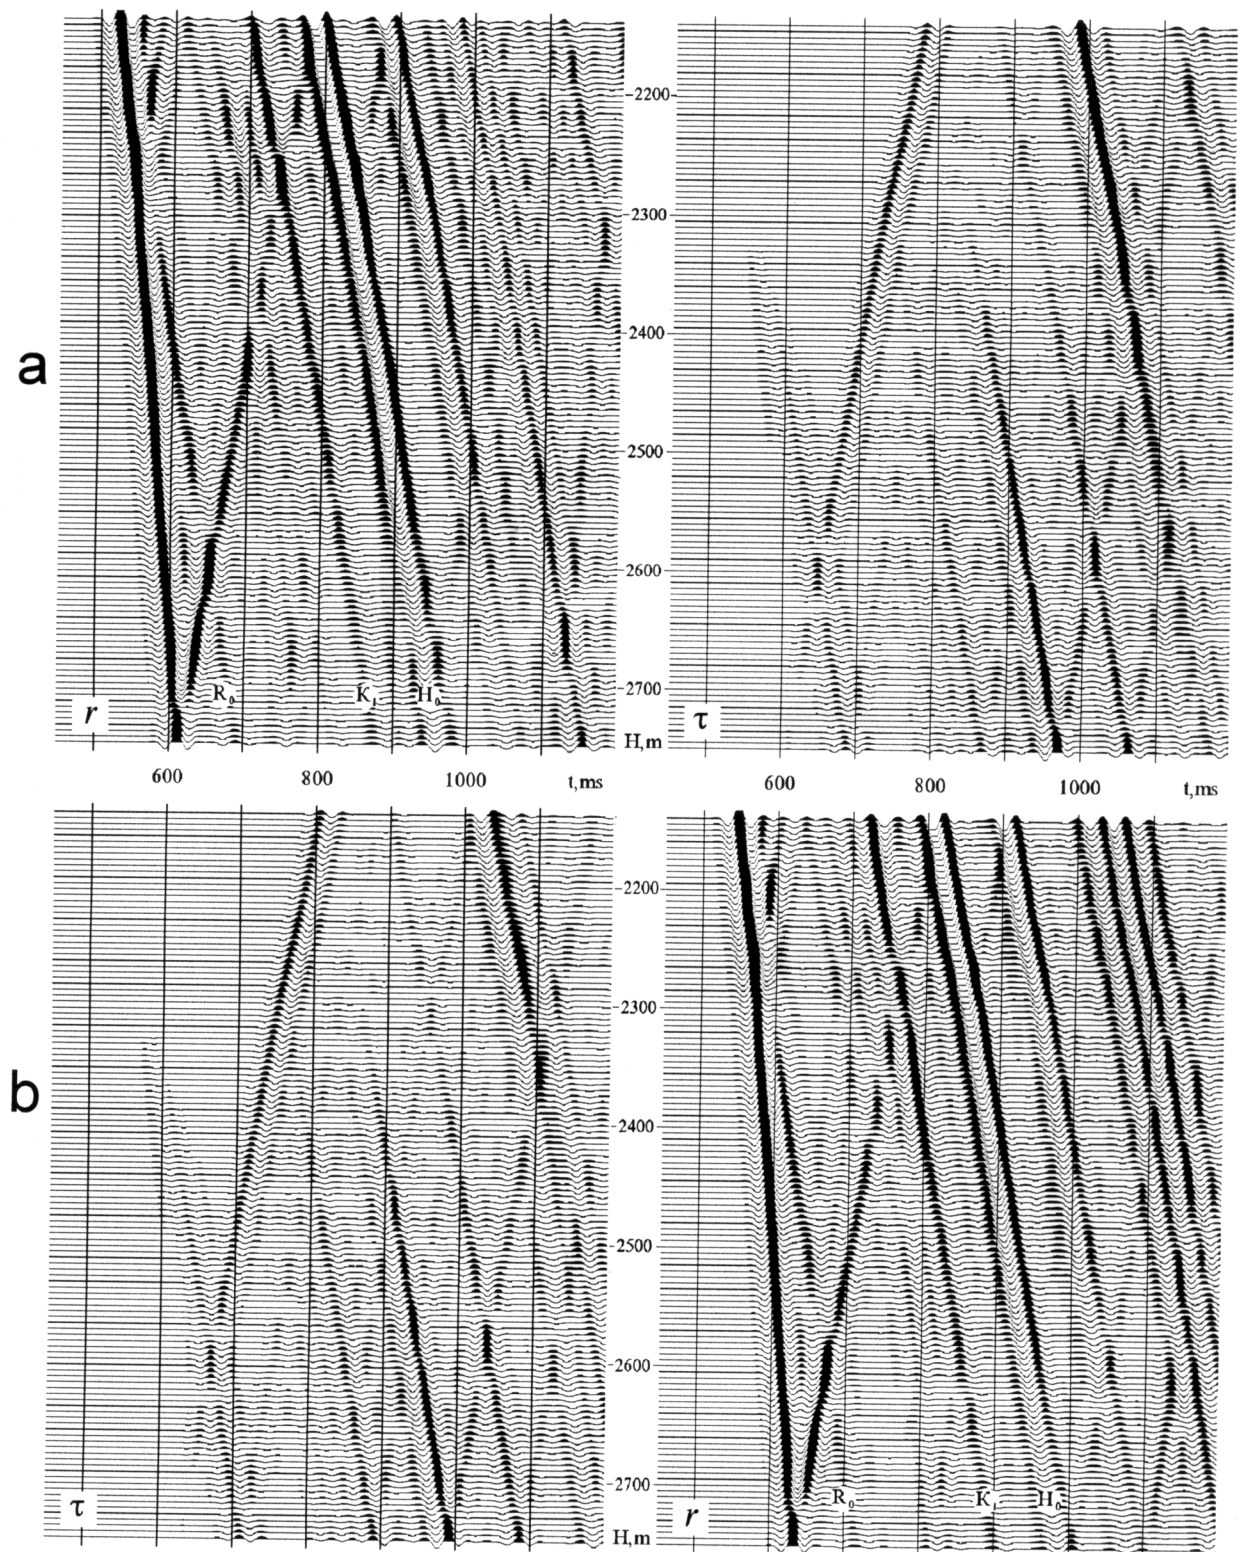 a
-2200-
-2300-
-2400-
-2500-
-2600-
-2700-
H,m
r
R₀
K₁
H₀
τ
600
800
1000
t,ms
600
800
1000
t,ms
b
-2200-
-2300-
-2400-
-2500-
-2600-
-2700-
H,m
τ
r
R₀
K₁
H₀